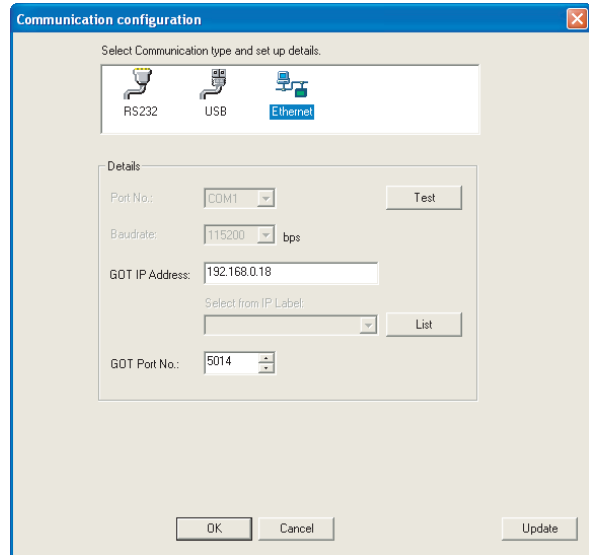 Communication configuration
Select Communication type and set up details.
RS232 USB Ethernet
Details
Port No.: COM1 Test
Baudrate: 115200 bps
GOT IP Address: 192.168.0.18
Select from IP Label:
List
GOT Port No.: 5014
OK Cancel Update